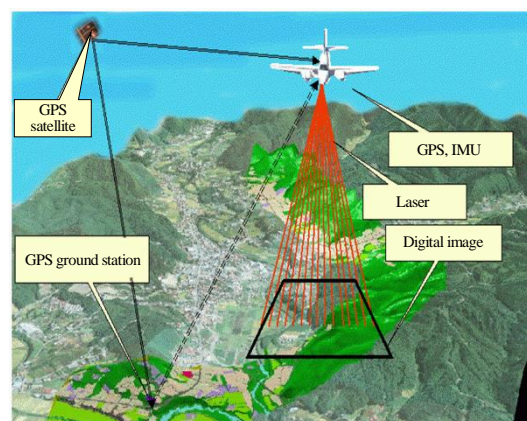 GPS
satellite
GPS, IMU
Laser
Digital image
GPS ground station